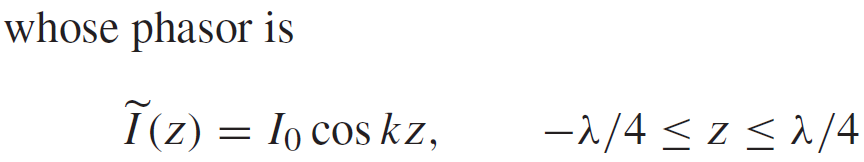 whose phasor is
Ĩ(z) = I₀ cos kz,    −λ/4 ≤ z ≤ λ/4